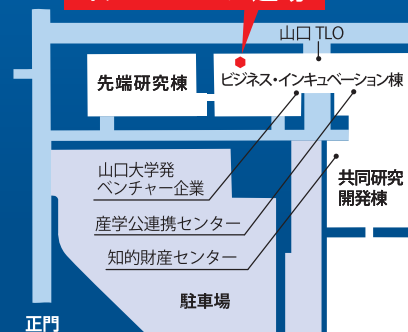 山口 TLO
先端研究棟
ビジネス・インキュベーション棟
山口大学発
ベンチャー企業
共同研究
開発棟
産学公連携センター
知的財産センター
駐車場
正門